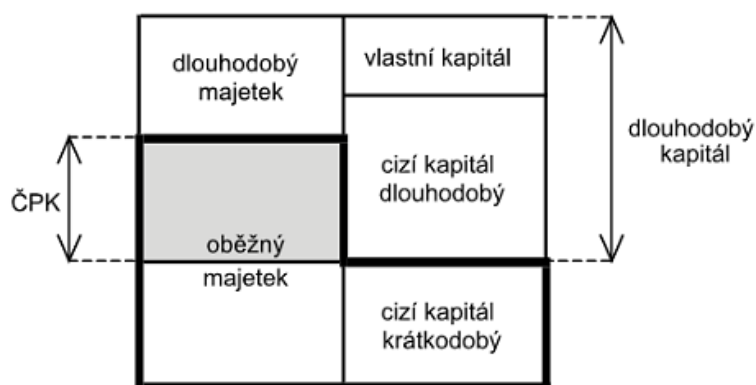 dlouhodobý
majetek
vlastní kapitál
dlouhodobý
kapitál
cizí kapitál
dlouhodobý
ČPK
oběžný
majetek
cizí kapitál
krátkodobý